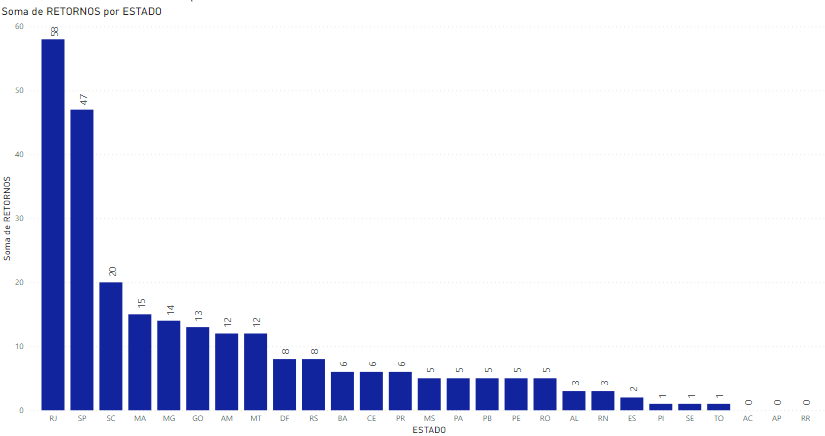 Soma de RETORNOS por ESTADO
60
50
40
30
20
10
0
Soma de RETORNOS
58 47 20 15 14 13 12 12 8 8 6 6 6 5 5 5 5 5 3 3 2 1 1 1 0 0 0
RJ SP SC MA MG GO AM MT DF RS BA CE PR MS PA PB PE RO AL RN ES PI SE TO AC AP RR
ESTADO